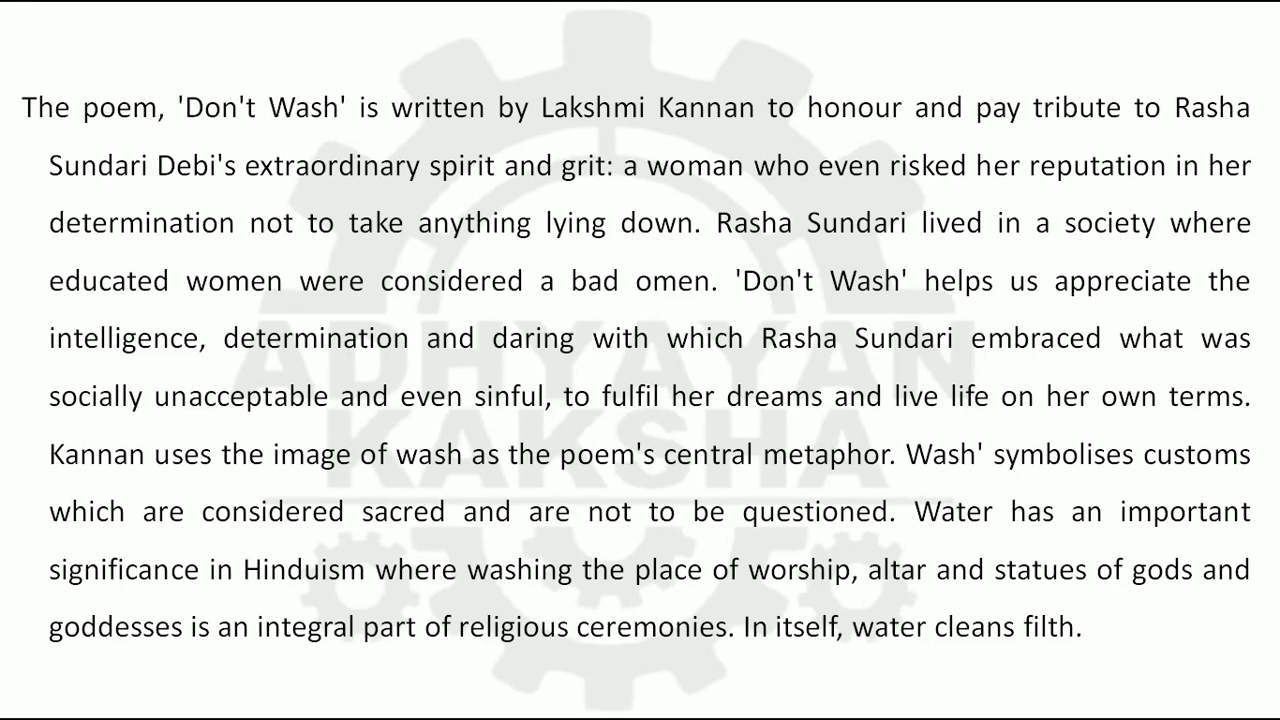 The poem, 'Don't Wash' is written by Lakshmi Kannan to honour and pay tribute to Rasha
Sundari Debi's extraordinary spirit and grit: a woman who even risked her reputation in her
determination not to take anything lying down. Rasha Sundari lived in a society where
educated women were considered a bad omen. 'Don't Wash' helps us appreciate the
intelligence, determination and daring with which Rasha Sundari embraced what was
socially unacceptable and even sinful, to fulfil her dreams and live life on her own terms.
Kannan uses the image of wash as the poem's central metaphor. Wash' symbolises customs
which are considered sacred and are not to be questioned. Water has an important
significance in Hinduism where washing the place of worship, altar and statues of gods and
goddesses is an integral part of religious ceremonies. In itself, water cleans filth.
ADHYAYAN
KAKSHA